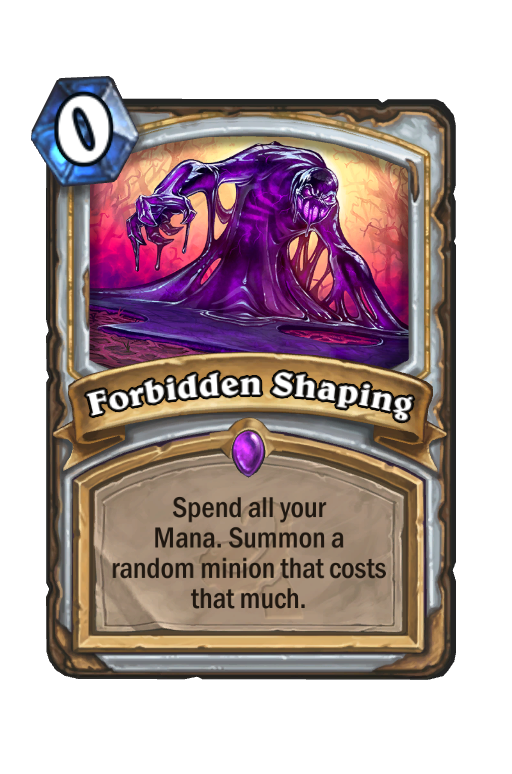 0
Forbidden Shaping
Spend all your
Mana. Summon a
random minion that costs
that much.